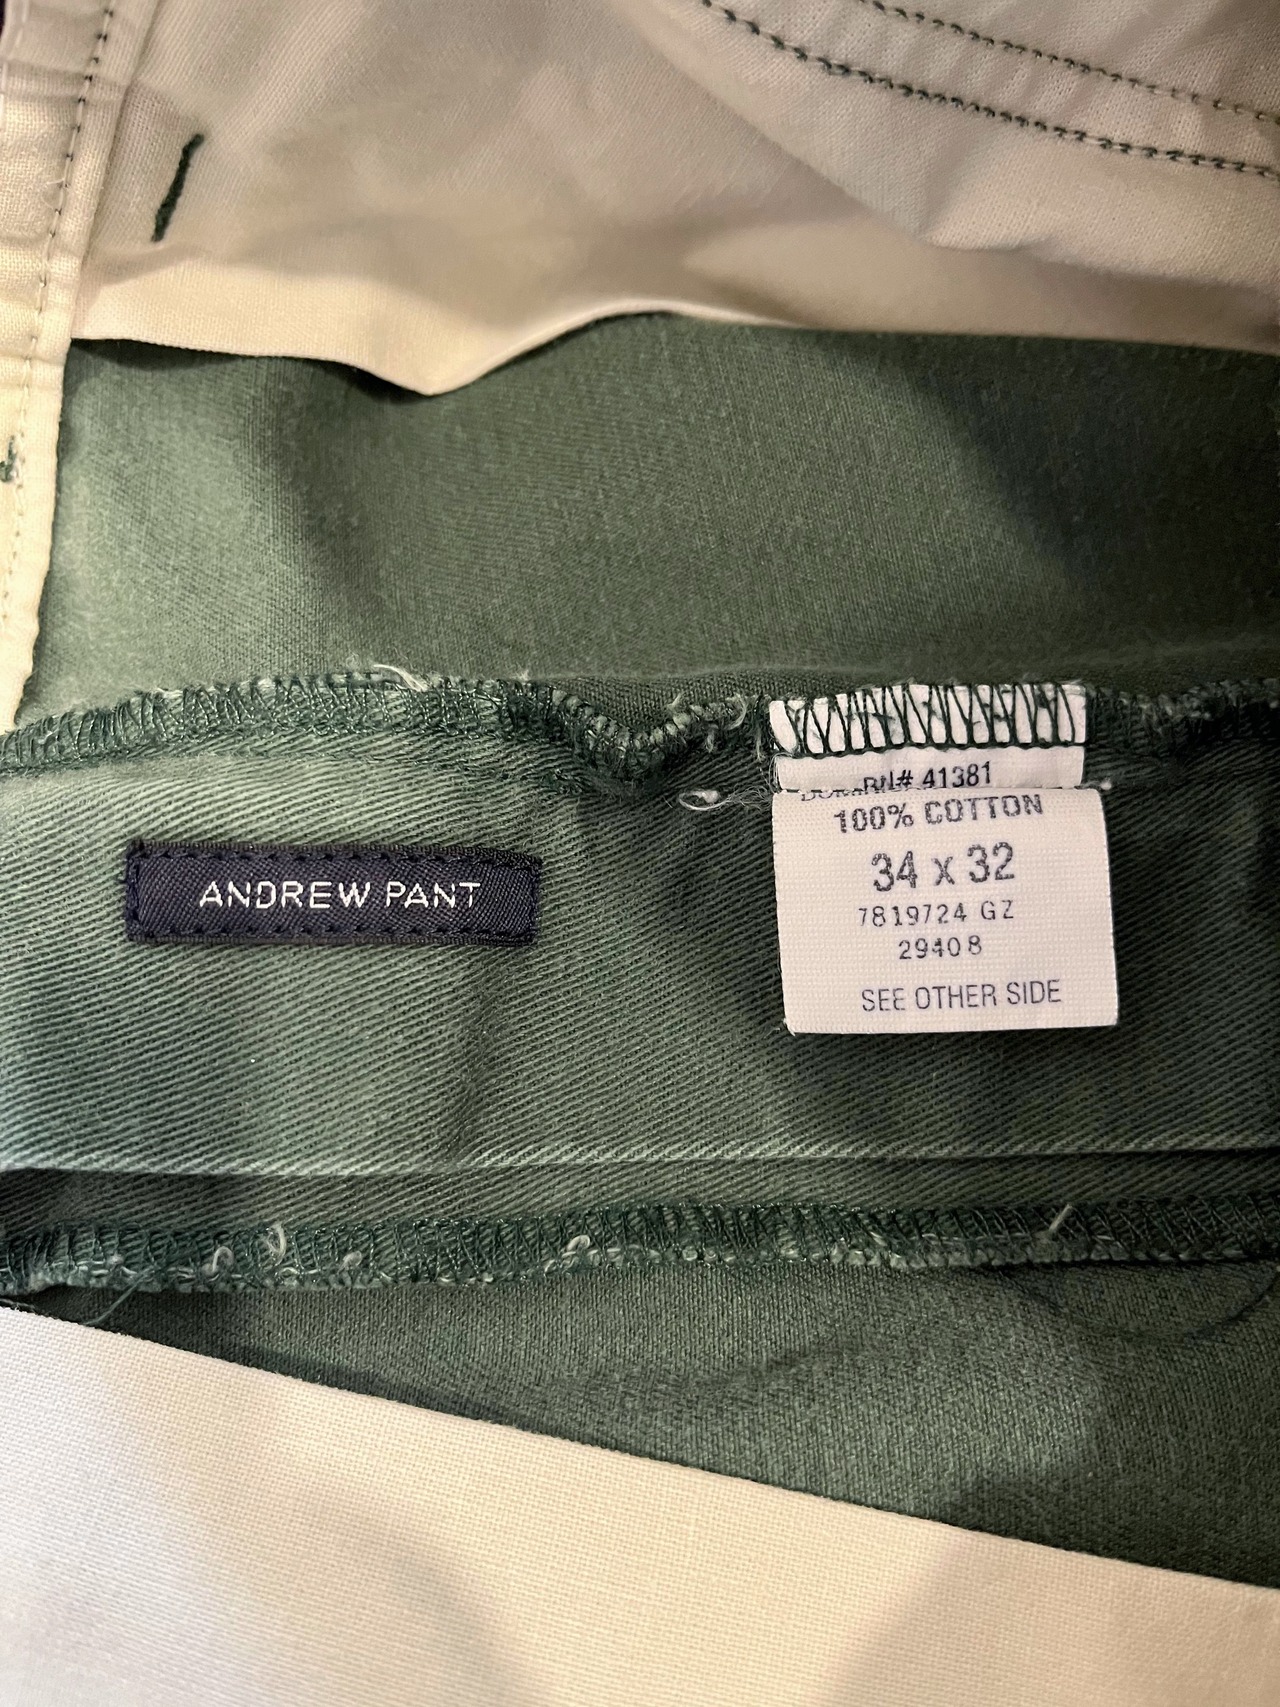 ANDREW PANT
RN# 41381
100% COTTON
34 x 32
7819724 GZ
29408
SEE OTHER SIDE